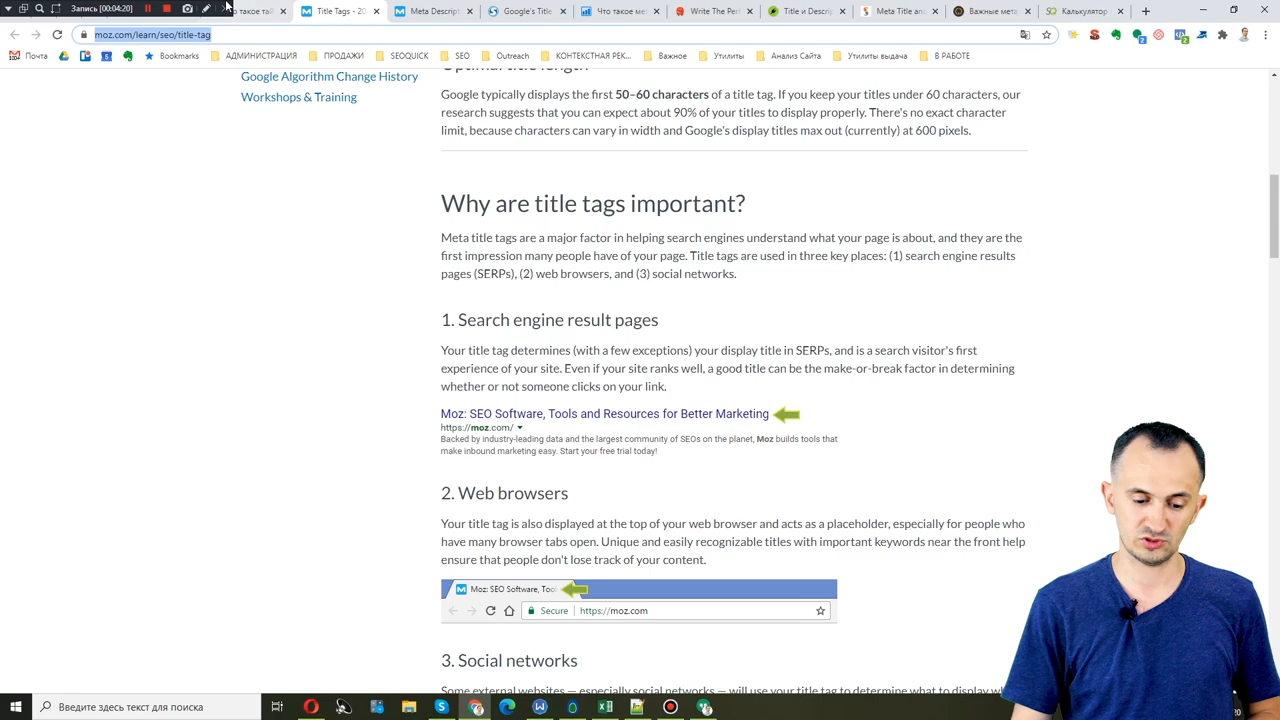 Запись [00:04:20]
о такое тай
Title Tags - 20
Meta Descript
Google's Title
Что такое ме
Write The Per
Title и Descri
Meta Title an
Важные мета
Калькулятор
moz.com/learn/seo/title-tag
Почта
Bookmarks
АДМИНИСТРАЦИЯ
ПРОДАЖИ
SEOQUICK
SEO
Outreach
КОНТЕКСТНАЯ РЕК...
Важное
Утилиты
Анализ Сайта
Утилиты выдача
В РАБОТЕ
Google Algorithm Change History
Workshops & Training
Optimal title length
Google typically displays the first 50–60 characters of a title tag. If you keep your titles under 60 characters, our
research suggests that you can expect about 90% of your titles to display properly. There's no exact character
limit, because characters can vary in width and Google's display titles max out (currently) at 600 pixels.
Why are title tags important?
Meta title tags are a major factor in helping search engines understand what your page is about, and they are the
first impression many people have of your page. Title tags are used in three key places: (1) search engine results
pages (SERPs), (2) web browsers, and (3) social networks.
1. Search engine result pages
Your title tag determines (with a few exceptions) your display title in SERPs, and is a search visitor's first
experience of your site. Even if your site ranks well, a good title can be the make-or-break factor in determining
whether or not someone clicks on your link.
Moz: SEO Software, Tools and Resources for Better Marketing
https://moz.com/
Backed by industry-leading data and the largest community of SEOs on the planet, Moz builds tools that
make inbound marketing easy. Start your free trial today!
2. Web browsers
Your title tag is also displayed at the top of your web browser and acts as a placeholder, especially for people who
have many browser tabs open. Unique and easily recognizable titles with important keywords near the front help
ensure that people don't lose track of your content.
Moz: SEO Software, Tool
Secure https://moz.com
3. Social networks
Some external websites — especially social networks — will use your title tag to determine what to display w
Введите здесь текст для поиска